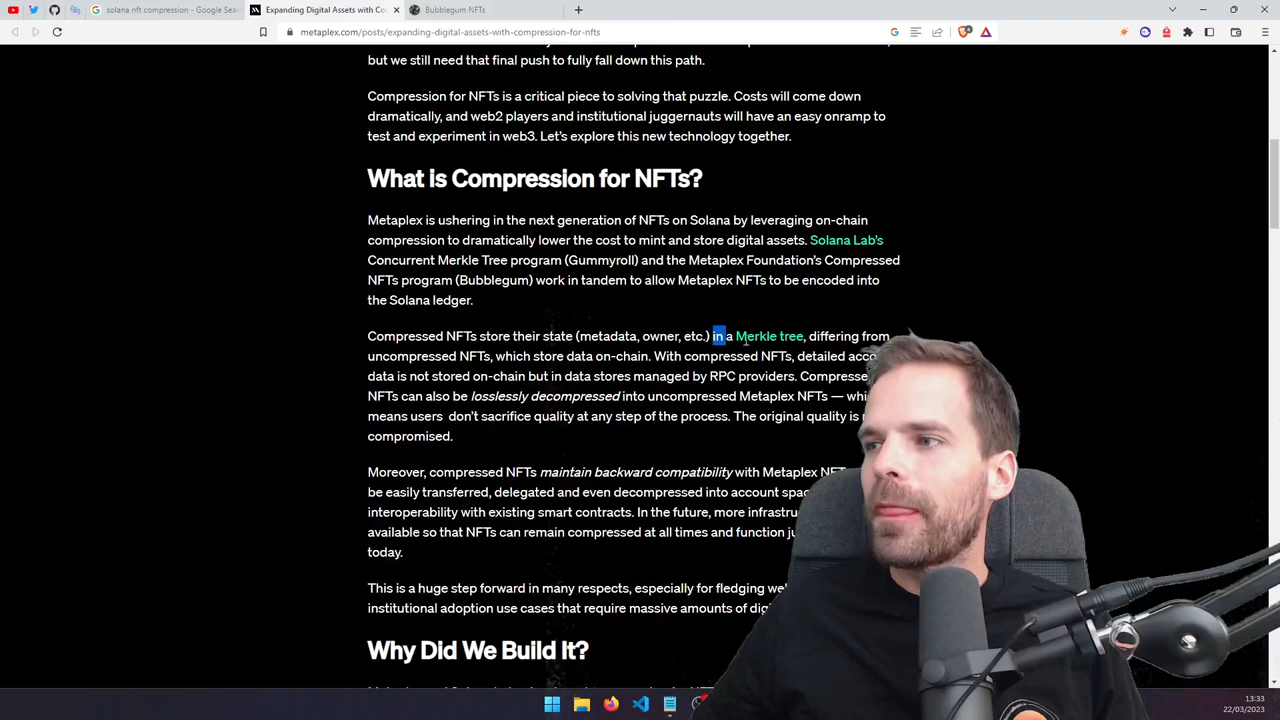 solana nft compression - Google Sea
Expanding Digital Assets with Co
Bubblegum NFTs
metaplex.com/posts/expanding-digital-assets-with-compression-for-nfts
but we still need that final push to fully fall down this path.
Compression for NFTs is a critical piece to solving that puzzle. Costs will come down
dramatically, and web2 players and institutional juggernauts will have an easy onramp to
test and experiment in web3. Let's explore this new technology together.
What is Compression for NFTs?
Metaplex is ushering in the next generation of NFTs on Solana by leveraging on-chain
compression to dramatically lower the cost to mint and store digital assets. Solana Lab's
Concurrent Merkle Tree program (Gummyroll) and the Metaplex Foundation's Compressed
NFTs program (Bubblegum) work in tandem to allow Metaplex NFTs to be encoded into
the Solana ledger.
Compressed NFTs store their state (metadata, owner, etc.) in a Merkle tree, differing from
uncompressed NFTs, which store data on-chain. With compressed NFTs, detailed acco
data is not stored on-chain but in data stores managed by RPC providers. Compresse
NFTs can also be losslessly decompressed into uncompressed Metaplex NFTs — whi
means users don't sacrifice quality at any step of the process. The original quality is
compromised.
Moreover, compressed NFTs maintain backward compatibility with Metaplex NF
be easily transferred, delegated and even decompressed into account spac
interoperability with existing smart contracts. In the future, more infrastru
available so that NFTs can remain compressed at all times and function ju
today.
This is a huge step forward in many respects, especially for fledging we
institutional adoption use cases that require massive amounts of dig
Why Did We Build It?
13:33
22/03/2023